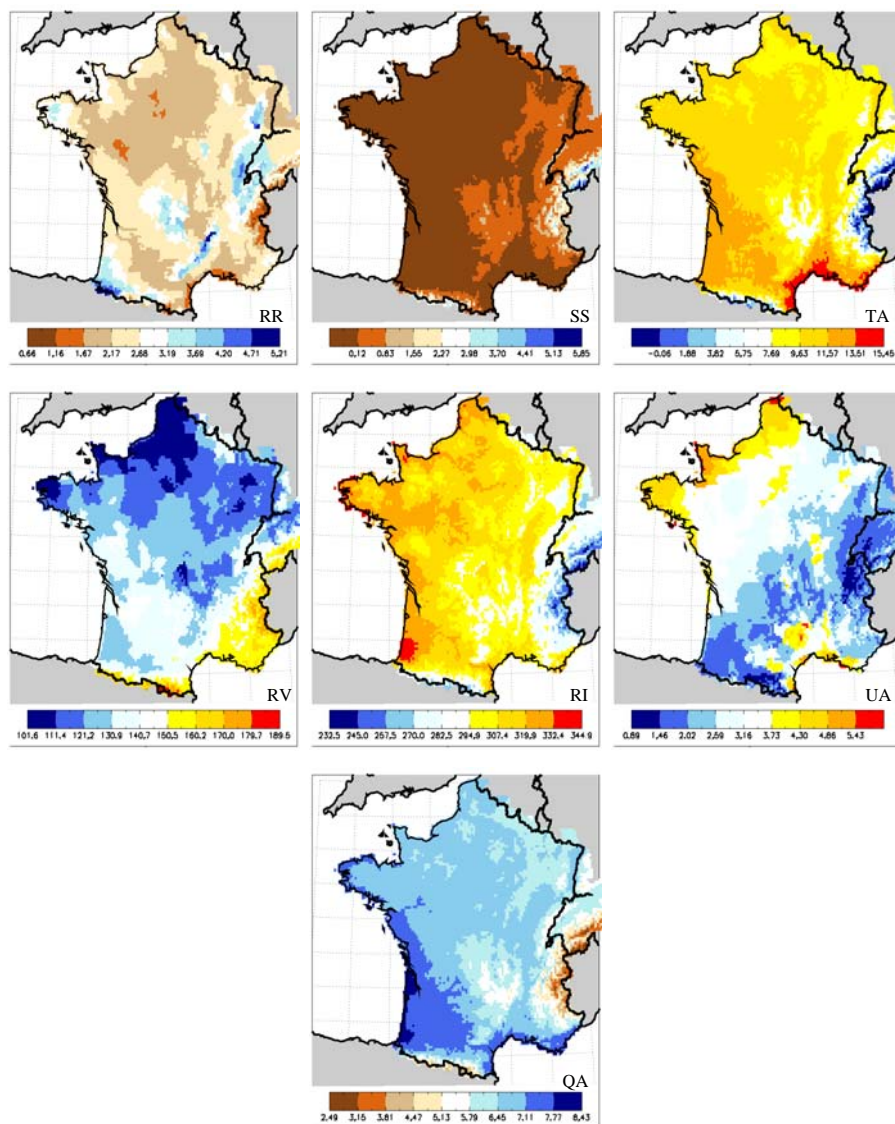 RR
SS
TA
0,66 1,16 1,67 2,17 2,68 3,19 3,69 4,20 4,71 5,21
0,12 0,83 1,55 2,27 2,98 3,70 4,41 5,13 5,85
-0,06 1,88 3,82 5,75 7,69 9,63 11,57 13,51 15,45
RV
RI
UA
101,6 111,4 121,2 130,9 140,7 150,5 160,2 170,0 179,7 189,5
232,5 245,0 257,5 270,0 282,5 294,9 307,4 319,9 332,4 344,9
0,89 1,46 2,02 2,59 3,16 3,73 4,30 4,86 5,43
QA
2,49 3,15 3,81 4,47 5,13 5,79 6,45 7,11 7,77 8,43